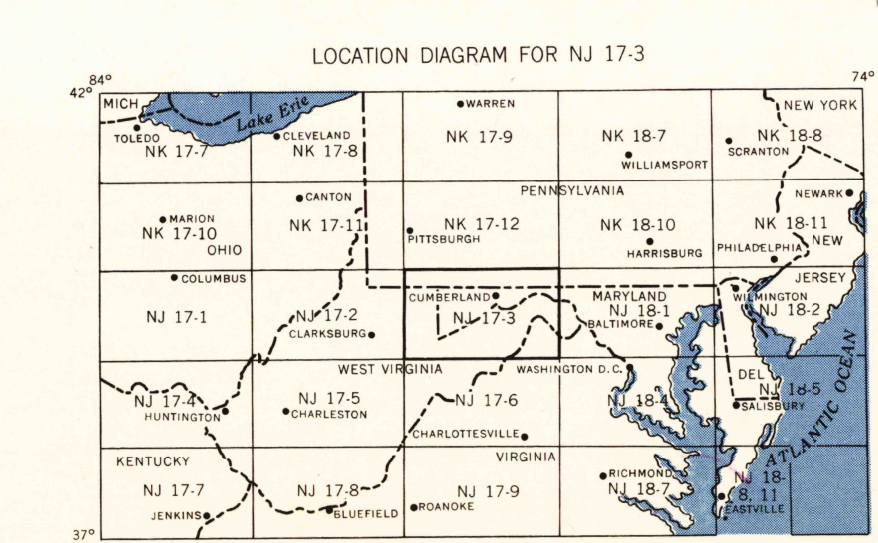 LOCATION DIAGRAM FOR NJ 17-3
84°
42°
74°
MICH
Lake Erie
WARREN
NEW YORK
TOLEDO
CLEVELAND
NK 17-7
NK 17-8
NK 17-9
NK 18-7
NK 18-8
WILLIAMSPORT
SCRANTON
PENNSYLVANIA
CANTON
NEWARK
MARION
NK 17-10
OHIO
NK 17-11
NK 17-12
PITTSBURGH
NK 18-10
HARRISBURG
NK 18-11
PHILADELPHIA
NEW
JERSEY
COLUMBUS
CUMBERLAND
MARYLAND
WILMINGTON
NJ 17-1
NJ 17-2
CLARKSBURG
NJ 17-3
NJ 18-1
BALTIMORE
NJ 18-2
WEST VIRGINIA
WASHINGTON D.C.
DEL
NJ 17-4
HUNTINGTON
NJ 17-5
CHARLESTON
NJ 17-6
NJ 18-4
NJ 18-5
SALISBURY
ATLANTIC OCEAN
CHARLOTTESVILLE
VIRGINIA
KENTUCKY
RICHMOND
NJ 17-7
NJ 17-8
NJ 17-9
NJ 18-7
NJ 18-
8, 11
JENKINS
BLUEFIELD
ROANOKE
EASTVILLE
37°